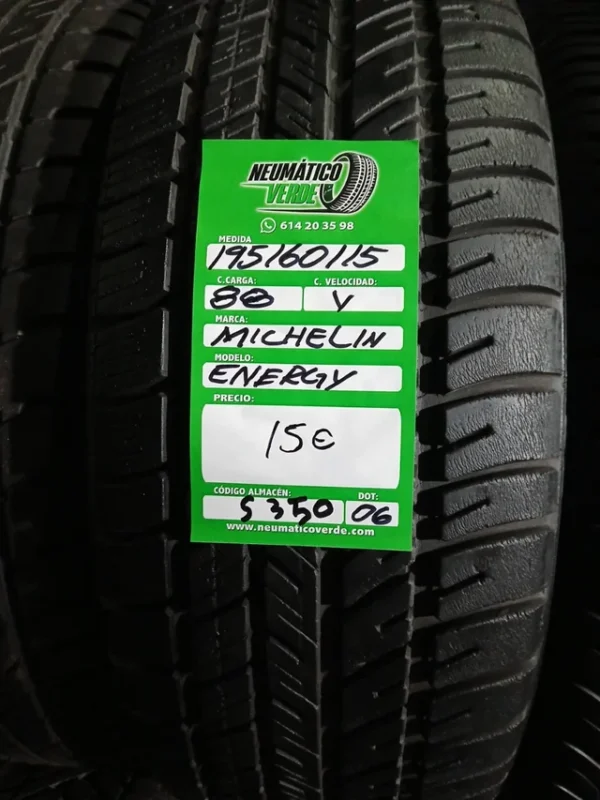 NEUMÁTICO
VERDE
614 20 35 98
MEDIDA
195/60/15
C.CARGA: C. VELOCIDAD:
88 V
MARCA:
MICHELIN
MODELO:
ENERGY
PRECIO:
15€
CÓDIGO ALMACÉN: DOT:
S350 06
www.neumaticoverde.com